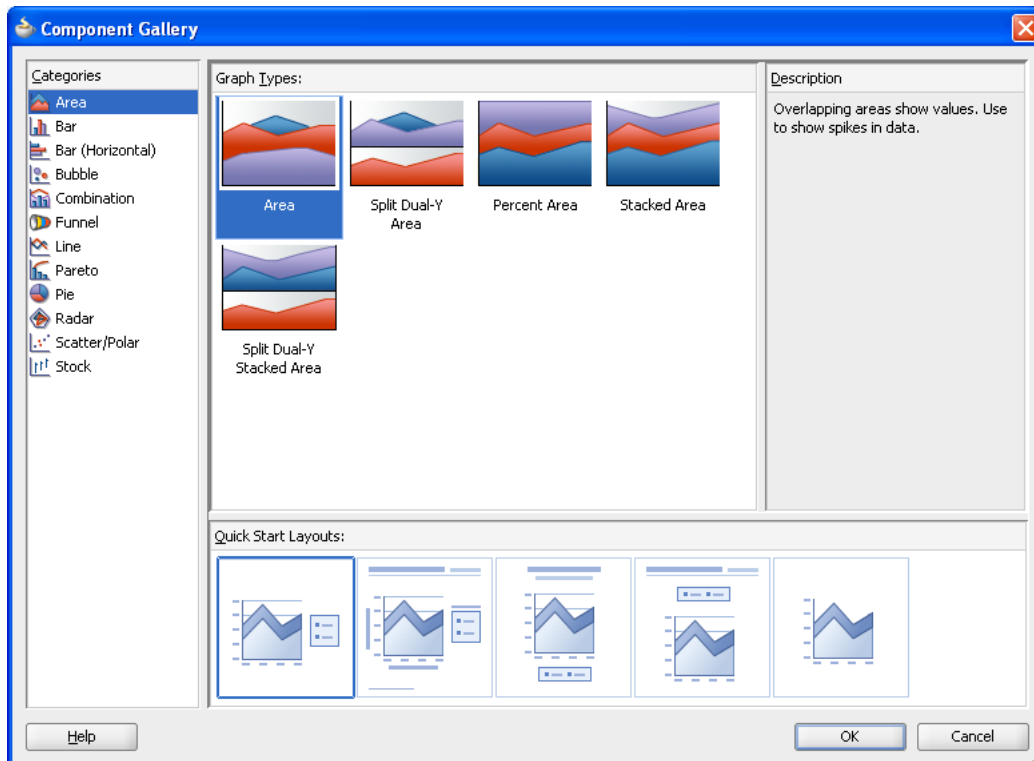 Component Gallery
Categories
Area
Bar
Bar (Horizontal)
Bubble
Combination
Funnel
Line
Pareto
Pie
Radar
Scatter/Polar
Stock
Graph Types:
Area
Split Dual-Y
Area
Percent Area
Stacked Area
Split Dual-Y
Stacked Area
Description
Overlapping areas show values. Use
to show spikes in data.
Quick Start Layouts:
Help
OK
Cancel